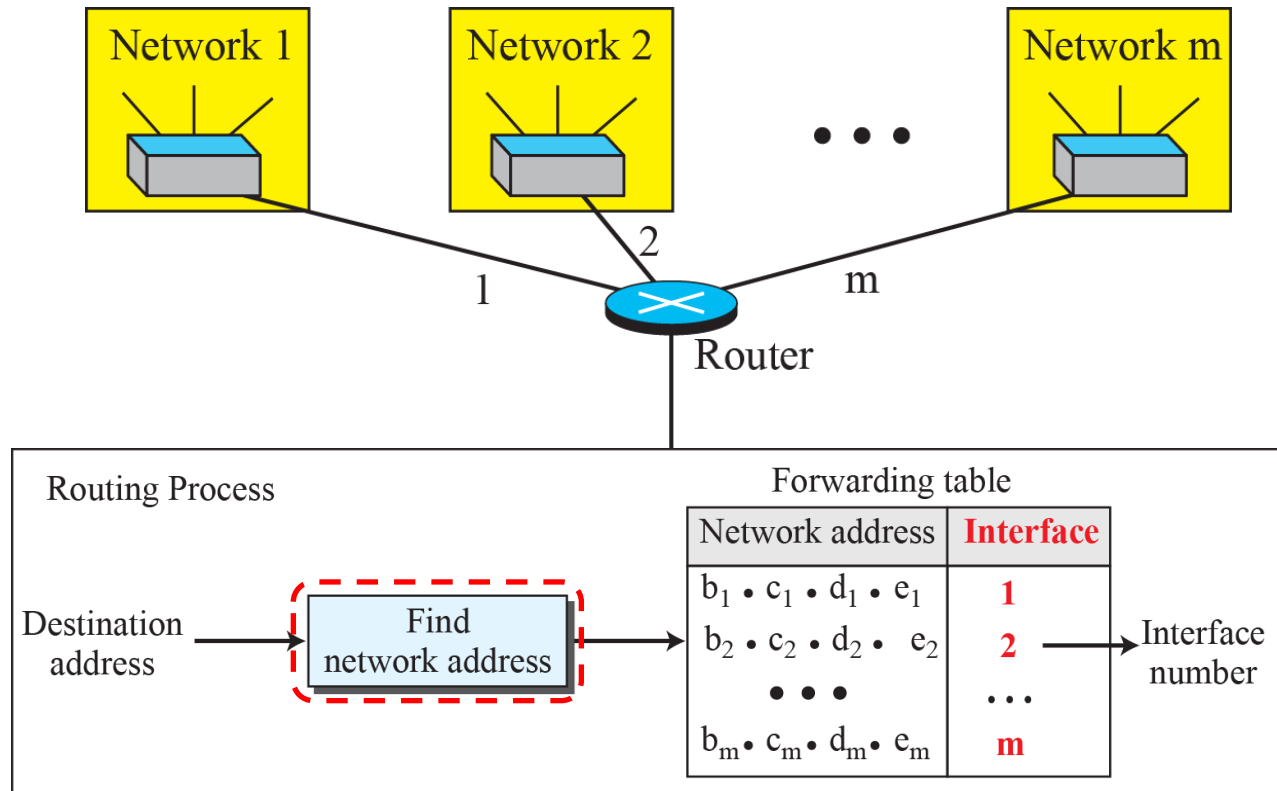 Network 1
Network 2
Network m
• • •
1
2
m
Router
Routing Process
Forwarding table
Network address
Interface
Destination
address
Find
network address
b₁ • c₁ • d₁ • e₁
1
b₂ • c₂ • d₂ • e₂
2
• • •
...
bₘ • cₘ • dₘ • eₘ
m
Interface
number